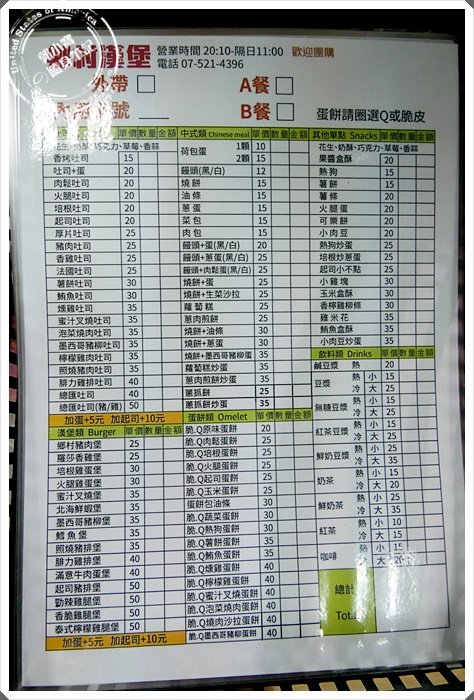 United States of America
鄉村漢堡 營業時間 20:10-隔日11:00 歡迎團購
電話 07-521-4396
外帶 A餐
B餐 蛋餅請圈選Q或脆皮
單價 數量 金額
花生、奶酥、巧克力、草莓、香蒜
香烤吐司 15
吐司+蛋 20
肉鬆吐司 20
火腿吐司 20
培根吐司 20
起司吐司 20
厚片吐司 25
豬肉吐司 25
香雞吐司 25
法國吐司 25
薯餅吐司 30
鮪魚吐司 30
燻雞吐司 35
蜜汁叉燒吐司 35
泡菜燒肉吐司 35
墨西哥豬柳吐司 35
檸檬雞肉吐司 35
照燒豬肉吐司 35
腓力雞排吐司 40
總匯吐司 40
總匯吐司(豬/雞) 50
加蛋+5元 加起司+10元
漢堡類 Burger 單價 數量 金額
鄉村豬肉堡 25
羅莎香雞堡 25
培根雞蛋堡 30
火腿雞蛋堡 30
蜜汁叉燒堡 35
北海鮮蝦堡 35
墨西哥豬柳堡 35
鱈魚堡 35
照燒豬排堡 35
腓力雞排堡 40
滿意牛肉蛋堡 40
起司豬排堡 50
勁辣雞腿堡 50
香脆雞腿堡 50
泰式檸檬雞腿堡 50
加蛋+5元 加起司+10元
中式類 Chinese meal 單價 數量 金額
荷包蛋 1顆 10
2顆 15
饅頭(黑/白) 12
燒餅 15
油條 15
蔥蛋 15
菜包 15
肉包 15
饅頭+蛋(黑/白) 20
饅頭+蔥蛋(黑/白) 25
饅頭+肉鬆蛋(黑/白) 25
燒餅+蛋 25
燒餅+生菜沙拉 25
蘿蔔糕 25
蔥肉煎餅 25
燒餅+油條 30
燒餅+蔥蛋 30
燒餅+墨西哥豬柳蛋 35
蘿蔔糕炒蛋 35
蔥肉煎餅炒蛋 35
蔥抓餅 25
蔥抓餅炒蛋 35
蛋餅類 Omelet 單價 數量 金額
脆.Q原味蛋餅 20
脆.Q肉鬆蛋餅 25
脆.Q培根蛋餅 25
脆.Q火腿蛋餅 25
脆.Q起司蛋餅 25
脆.Q玉米蛋餅 25
蛋餅包油條 30
脆.Q蔬菜蛋餅 30
脆.Q熱狗蛋餅 30
脆.Q薯餅蛋餅 35
脆.Q鮪魚蛋餅 35
脆.Q燻雞蛋餅 40
脆.Q檸檬雞蛋餅 40
脆.Q蜜汁叉燒蛋餅 40
脆.Q泡菜燒肉蛋餅 40
脆.Q燒肉沙拉蛋餅 40
脆.Q墨西哥豬柳蛋餅 40
其他單點 Snacks 單價 數量 金額
花生、奶酥、巧克力、草莓、香蒜
果醬盒酥 20
熱狗 15
薯餅 15
薯條 20
火腿蛋 20
可樂餅 20
小肉豆 20
熱狗炒蛋 25
培根炒蔥蛋 25
起司小不點 25
小雞塊 30
玉米盒酥 30
香檸雞柳條 30
雞米花 35
鮪魚盒酥 35
小肉豆炒蛋 35
飲料類 Drinks 單價 數量 金額
鹹豆漿 熱 20
豆漿 熱 小 15
冷 大 25
無糖豆漿 熱 小 15
冷 大 25
紅茶豆漿 熱 小 15
冷 大 25
鮮奶豆漿 熱 小 25
冷 大 35
奶茶 熱 小 15
冷 大 20
鮮奶茶 熱 小 25
冷 大 35
紅茶 熱 小 10
冷 大 15
咖啡 熱 小 15
冷 大 20
總計
Total